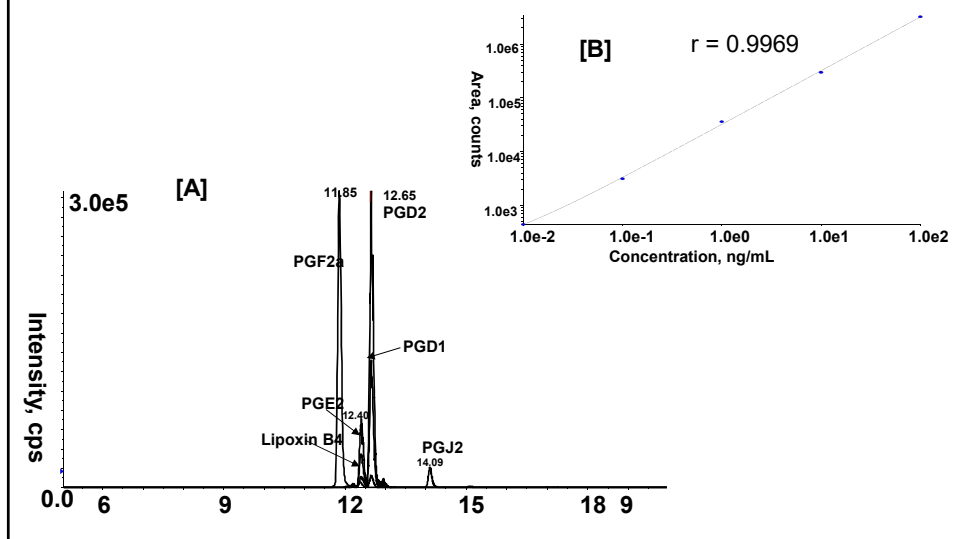 [B]
r = 0.9969
Area, counts
1.0e6
1.0e5
1.0e4
1.0e3
1.0e-2 1.0e-1 1.0e0 1.0e1 1.0e2
Concentration, ng/mL
[A]
3.0e5
11.85
12.65
PGD2
PGF2a
PGD1
PGE2
12.40
Lipoxin B4
PGJ2
14.09
Intensity, cps
0.0 6 9 12 15 18 9